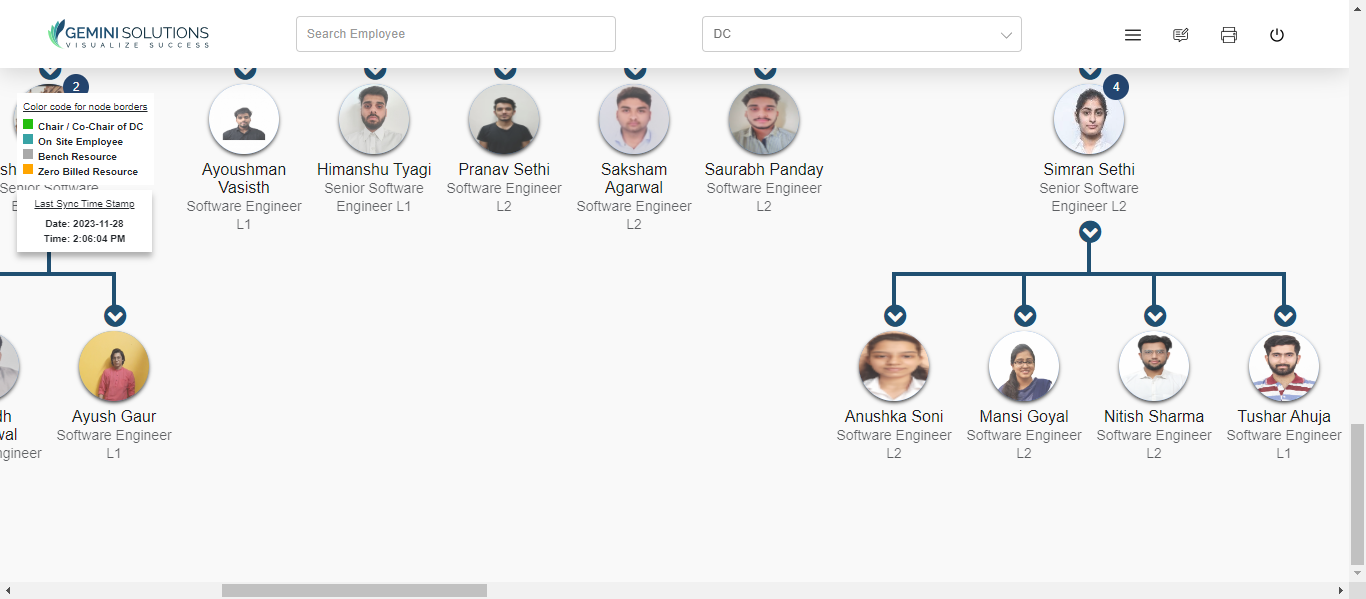 GEMINI SOLUTIONS
VISUALIZE SUCCESS
Search Employee
DC
2
4
Color code for node borders
Chair / Co-Chair of DC
On Site Employee
Bench Resource
Zero Billed Resource
Last Sync Time Stamp
Date: 2023-11-28
Time: 2:06:04 PM
sh
Senior Software
Ayoushman
Vasisth
Software Engineer
L1
Himanshu Tyagi
Senior Software
Engineer L1
Pranav Sethi
Software Engineer
L2
Saksham
Agarwal
Software Engineer
L2
Saurabh Panday
Software Engineer
L2
Simran Sethi
Senior Software
Engineer L2
Ayush Gaur
Software Engineer
L1
Anushka Soni
Software Engineer
L2
Mansi Goyal
Software Engineer
L2
Nitish Sharma
Software Engineer
L2
Tushar Ahuja
Software Engineer
L1